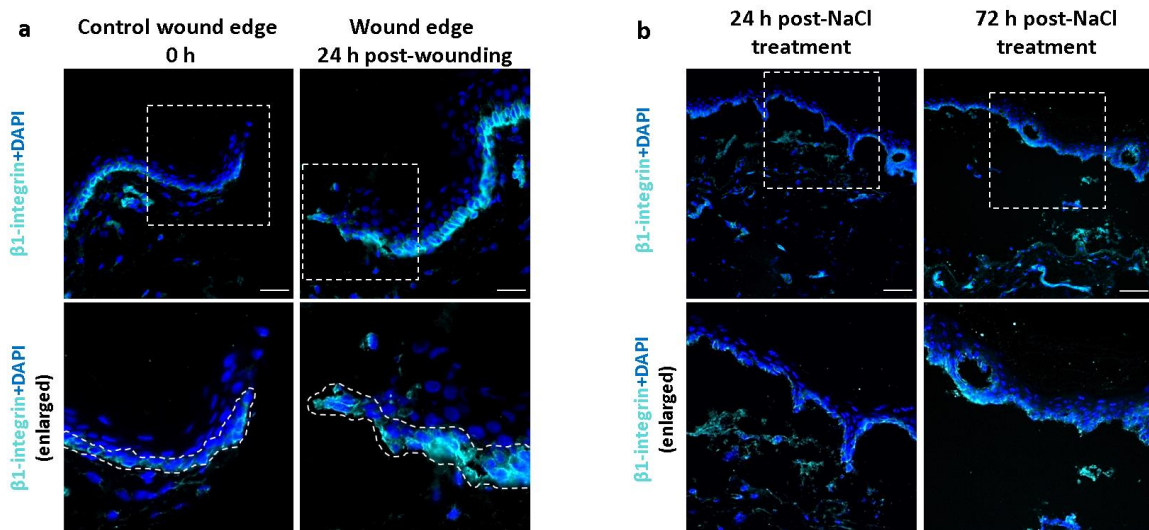 a
Control wound edge
0 h
Wound edge
24 h post-wounding
β1-integrin+DAPI
β1-integrin+DAPI
(enlarged)
b
24 h post-NaCl
treatment
72 h post-NaCl
treatment
β1-integrin+DAPI
β1-integrin+DAPI
(enlarged)